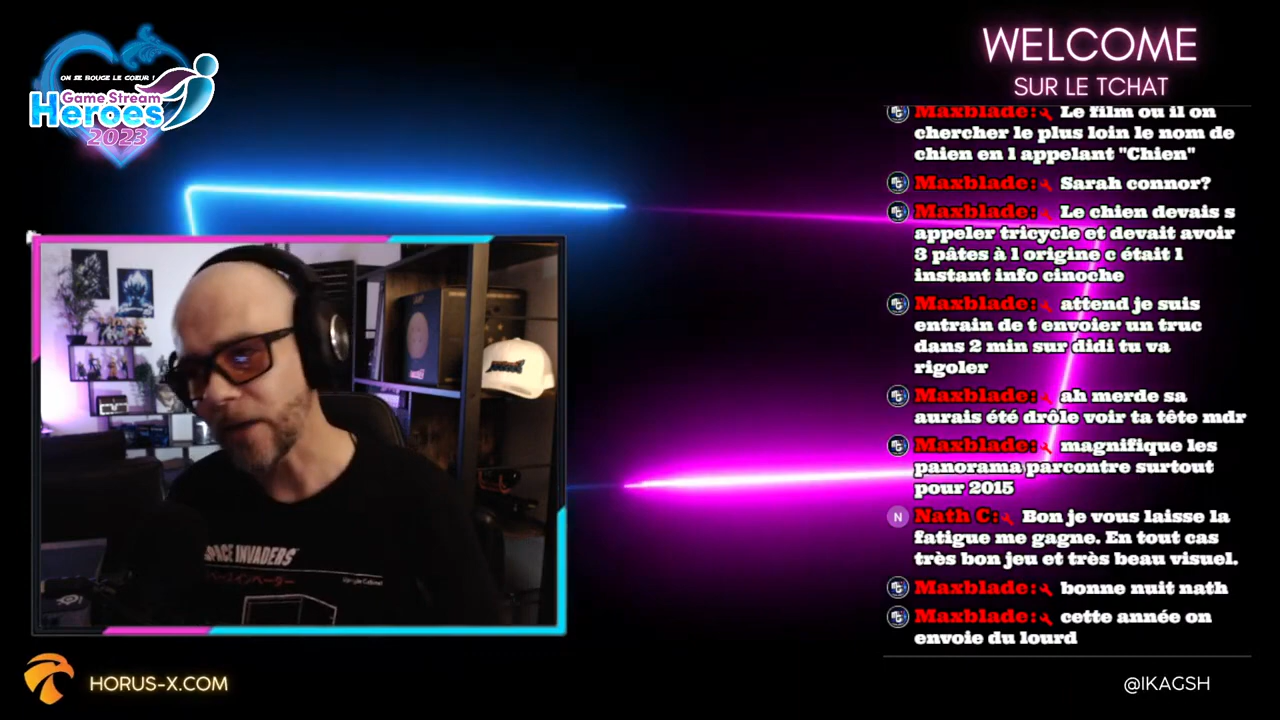 ON SE BOUGE LE COEUR !
Game Stream
Heroes
2023
WELCOME
SUR LE TCHAT
Maxblade: Le film ou il on
chercher le plus loin le nom de
chien en l appelant "Chien"
Maxblade: Sarah connor?
Maxblade: Le chien devais s
appeler tricycle et devait avoir
3 pâtes à l origine c était l
instant info cinoche
Maxblade: attend je suis
entrain de t envoier un truc
dans 2 min sur didi tu va
rigoler
Maxblade: ah merde sa
aurais été drôle voir ta tête mdr
Maxblade: magnifique les
panorama parcontre surtout
pour 2015
N Nath C: Bon je vous laisse la
fatigue me gagne. En tout cas
très bon jeu et très beau visuel.
Maxblade: bonne nuit nath
Maxblade: cette année on
envoie du lourd
SPACE INVADERS
HORUS-X.COM
@IKAGSH